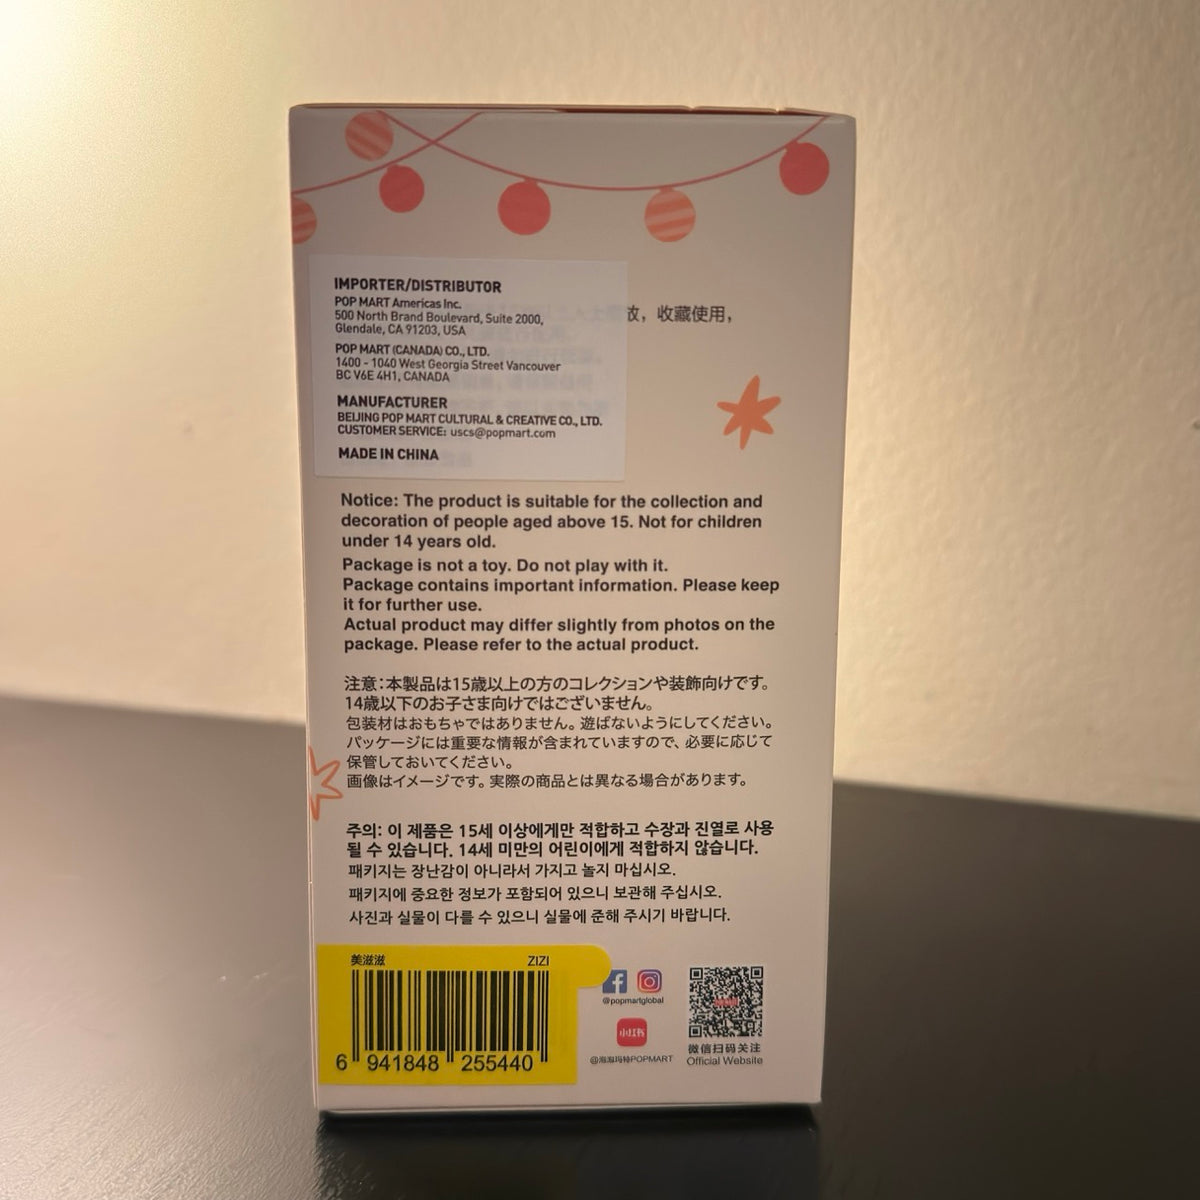 IMPORTER/DISTRIBUTOR
POP MART Americas Inc.
500 North Brand Boulevard, Suite 2000,
Glendale, CA 91203, USA
POP MART (CANADA) CO., LTD.
1400 - 1040 West Georgia Street Vancouver
BC V6E 4H1, CANADA
MANUFACTURER
BEIJING POP MART CULTURAL & CREATIVE CO., LTD.
CUSTOMER SERVICE: uscs@popmart.com
MADE IN CHINA
放，收藏使用，
Notice: The product is suitable for the collection and
decoration of people aged above 15. Not for children
under 14 years old.
Package is not a toy. Do not play with it.
Package contains important information. Please keep
it for further use.
Actual product may differ slightly from photos on the
package. Please refer to the actual product.
注意：本製品は15歳以上の方のコレクションや装飾向けです。
14歳以下のお子さま向けではございません。
包装材はおもちゃではありません。遊ばないようにしてください。
パッケージには重要な情報が含まれていますので、必要に応じて
保管しておいてください。
画像はイメージです。実際の商品とは異なる場合があります。
주의: 이 제품은 15세 이상에게만 적합하고 수장과 진열로 사용
될 수 있습니다. 14세 미만의 어린이에게 적합하지 않습니다.
패키지는 장난감이 아니라서 가지고 놀지 마십시오.
패키지에 중요한 정보가 포함되어 있으니 보관해 주십시오.
사진과 실물이 다를 수 있으니 실물에 준해 주시기 바랍니다.
美滋滋 ZIZI
6 941848 255440
@popmartglobal
小红书
@泡泡玛特POPMART
微信扫码关注
Official Website